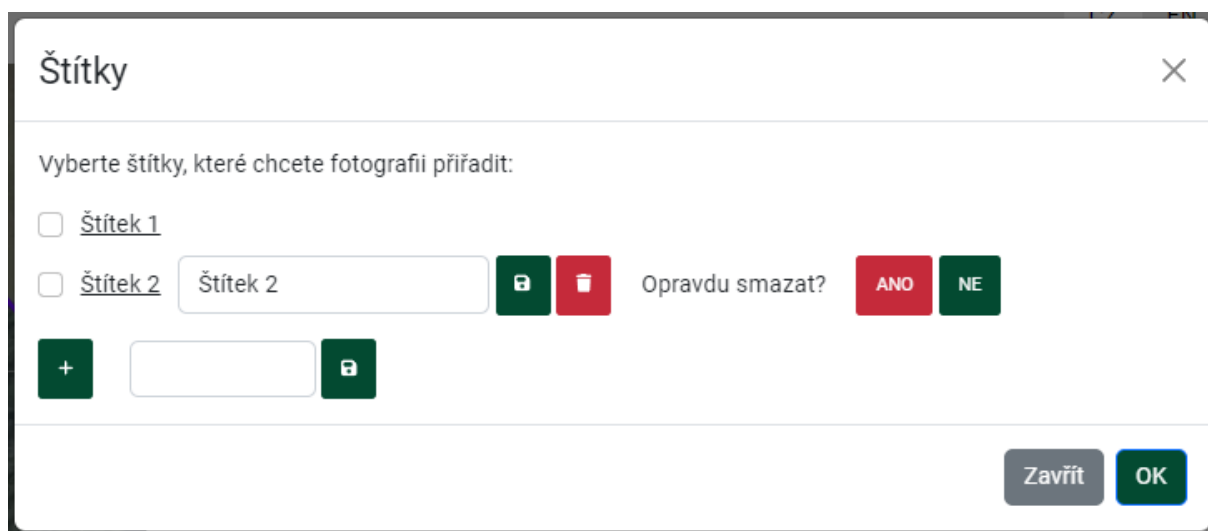 Štítky
Vyberte štítky, které chcete fotografii přiřadit:
Štítek 1
Štítek 2 Štítek 2 Opravdu smazat? ANO NE
+
Zavřít OK